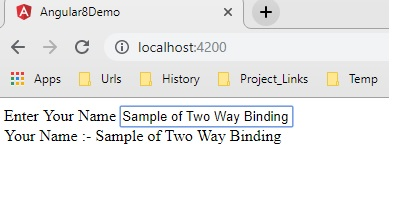 Angular8Demo
localhost:4200
Apps Urls History Project_Links Temp
Enter Your Name Sample of Two Way Binding
Your Name :- Sample of Two Way Binding